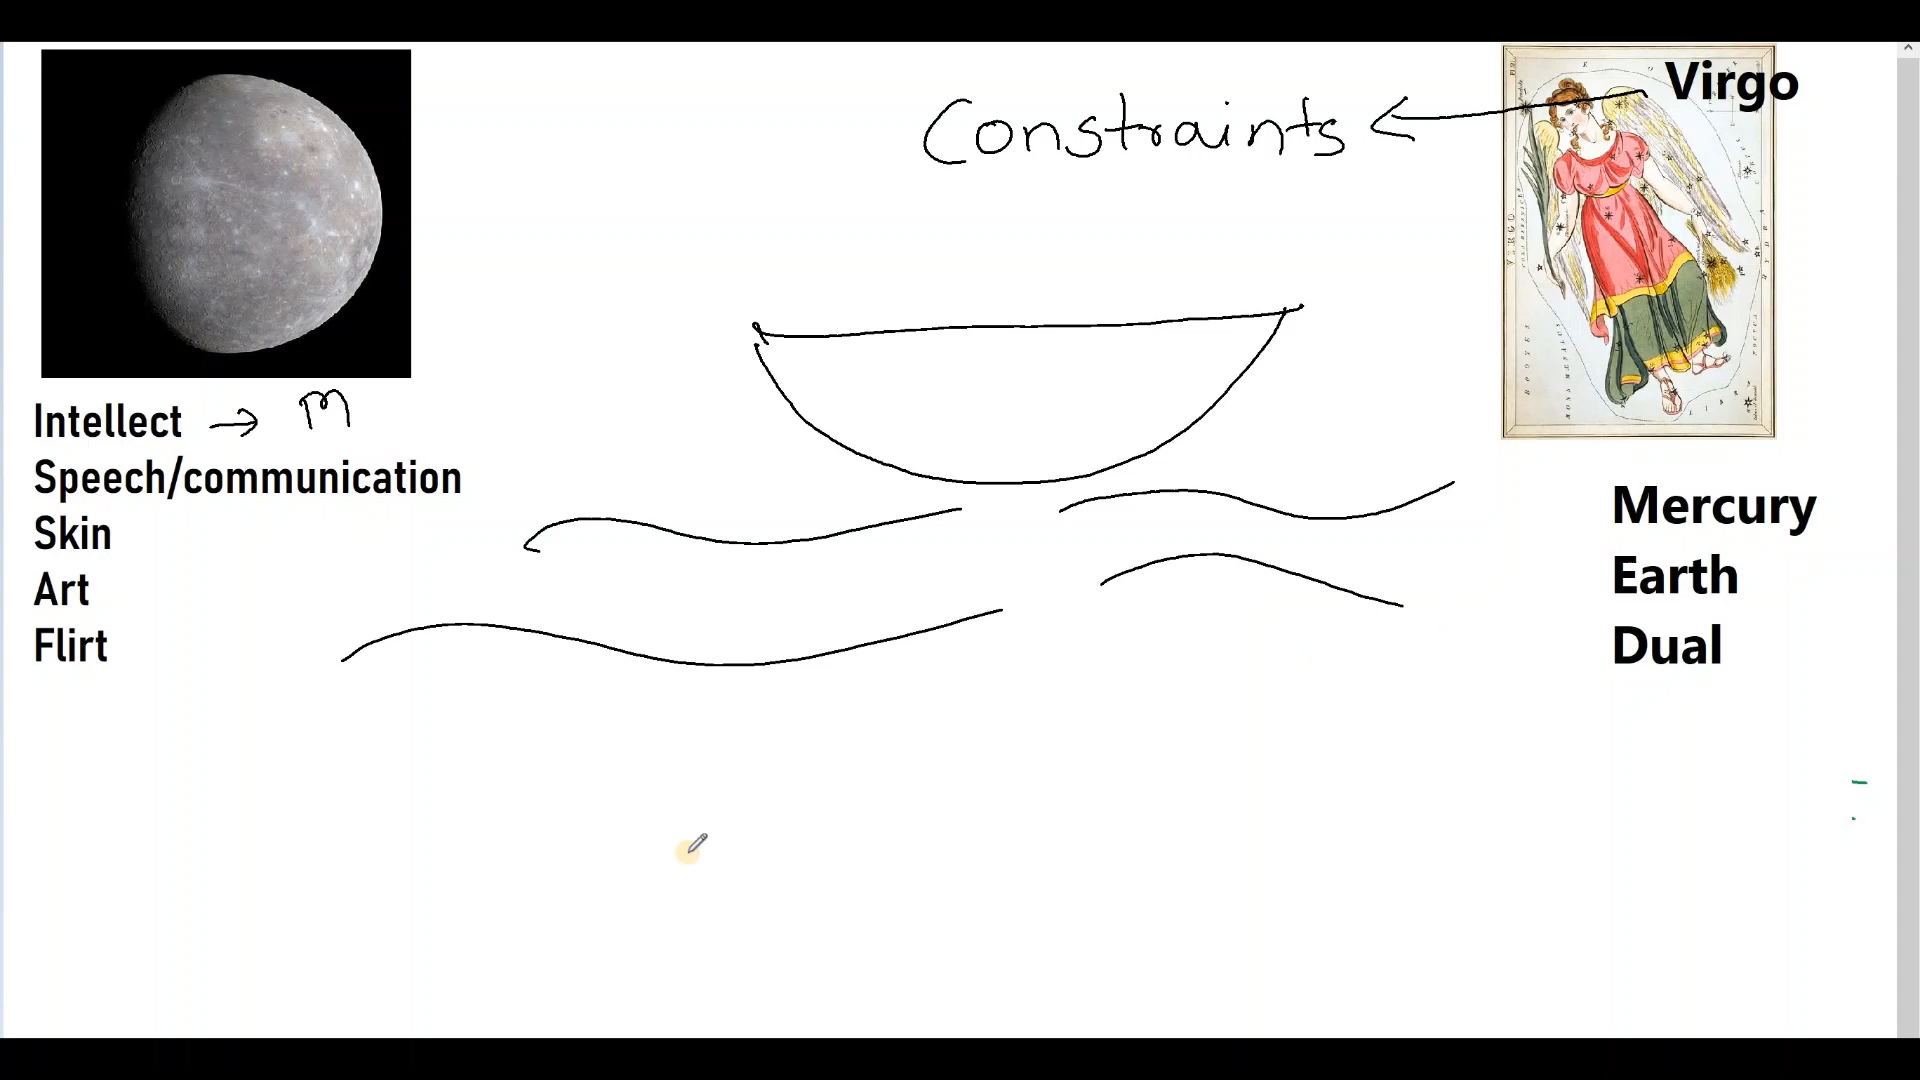 Constraints
Virgo
Intellect → m
Speech/communication
Skin
Art
Flirt
Mercury
Earth
Dual